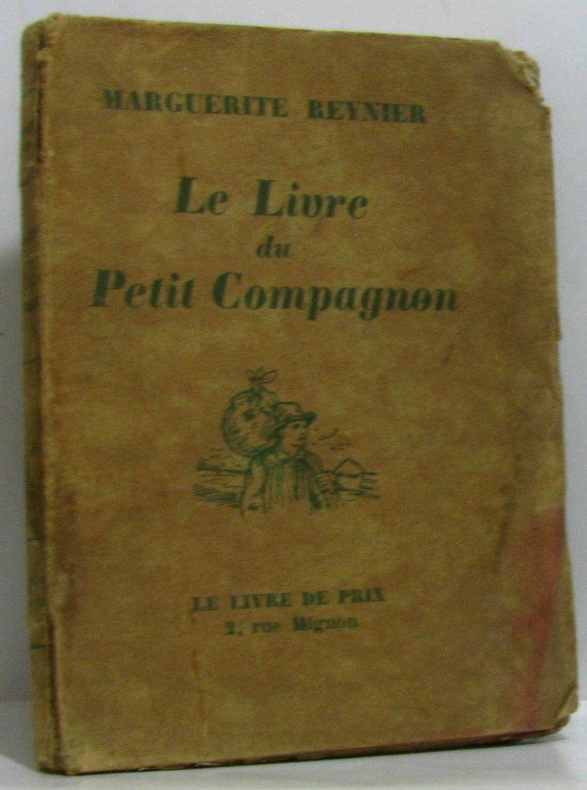 MARGUERITE REYNIER
Le Livre
du
Petit Compagnon
LE LIVRE DE PRIX
2, rue Mignon